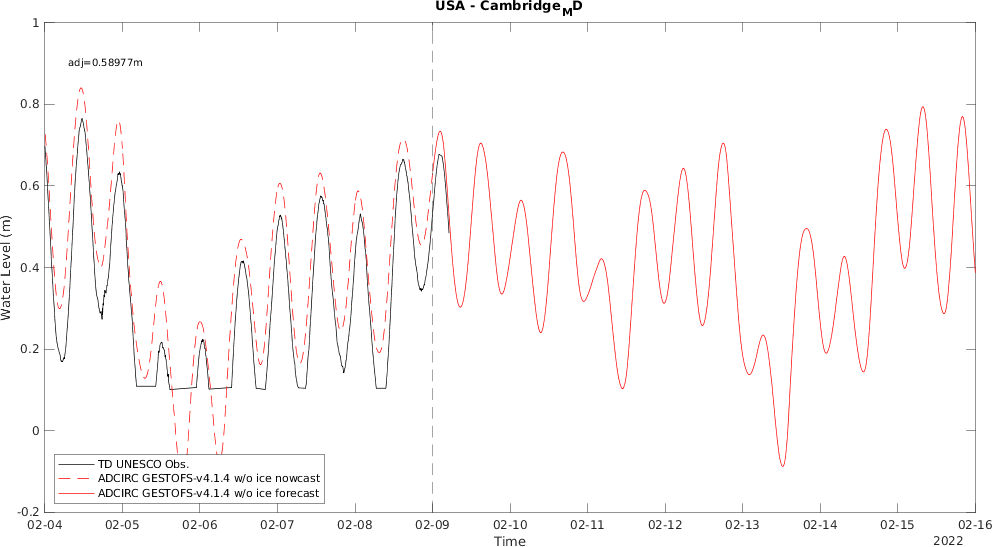 USA - Cambridge_MD
adj=0.58977m
1
0.8
0.6
0.4
0.2
0
-0.2
Water Level (m)
TD UNESCO Obs.
ADCIRC GESTOFS-v4.1.4 w/o ice nowcast
ADCIRC GESTOFS-v4.1.4 w/o ice forecast
02-04 02-05 02-06 02-07 02-08 02-09 02-10 02-11 02-12 02-13 02-14 02-15 02-16
Time
2022